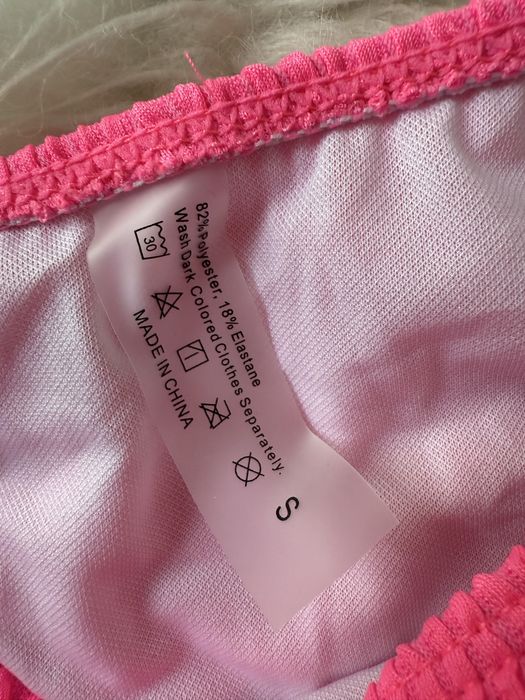 82%Polyester, 18% Elastane
Wash Dark Colored Clothes Separately.
30
MADE IN CHINA
S